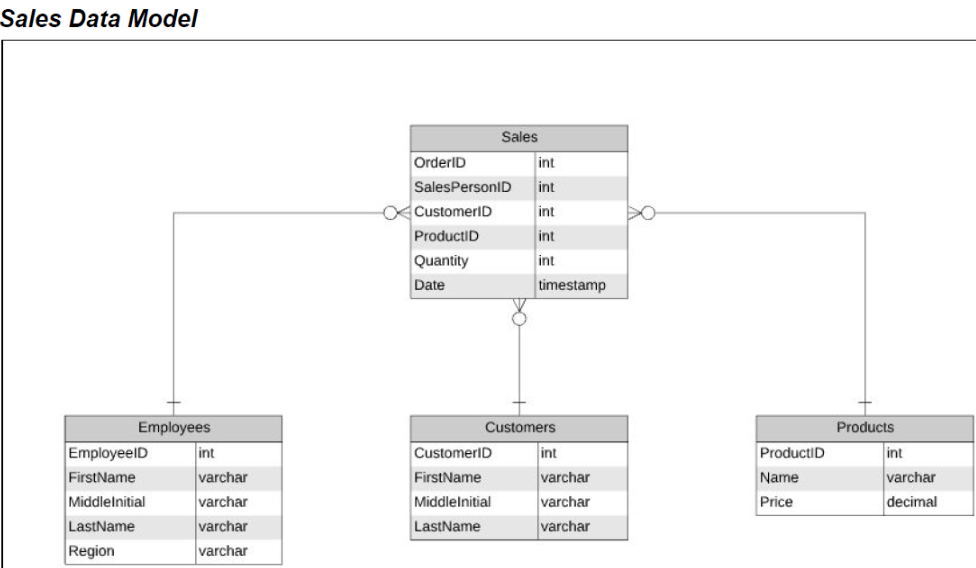 Sales Data Model
Sales
OrderID int
SalesPersonID int
CustomerID int
ProductID int
Quantity int
Date timestamp
Employees
EmployeeID int
FirstName varchar
MiddleInitial varchar
LastName varchar
Region varchar
Customers
CustomerID int
FirstName varchar
MiddleInitial varchar
LastName varchar
Products
ProductID int
Name varchar
Price decimal